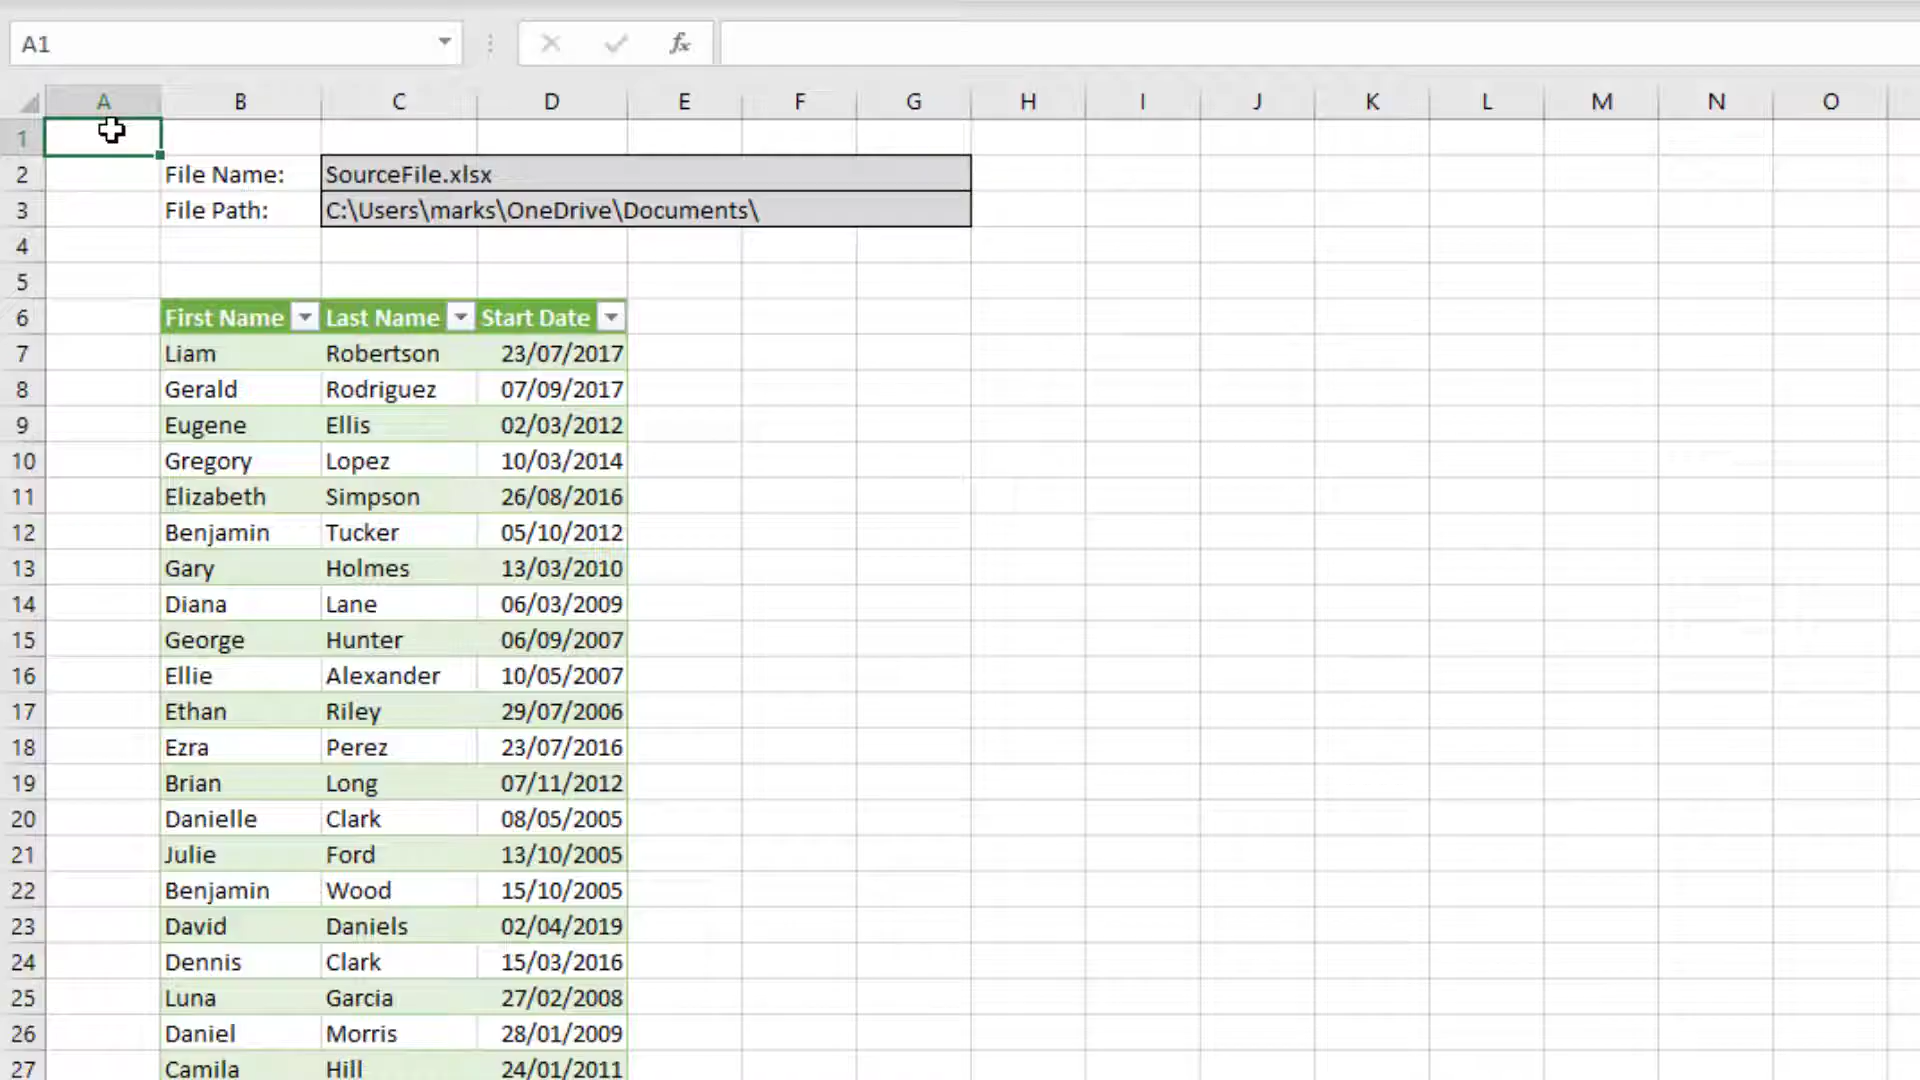 A1
fx
A B C D E F G H I J K L M N O
1
2 File Name: SourceFile.xlsx
3 File Path: C:\Users\marks\OneDrive\Documents\
4
5
6 First Name Last Name Start Date
7 Liam Robertson 23/07/2017
8 Gerald Rodriguez 07/09/2017
9 Eugene Ellis 02/03/2012
10 Gregory Lopez 10/03/2014
11 Elizabeth Simpson 26/08/2016
12 Benjamin Tucker 05/10/2012
13 Gary Holmes 13/03/2010
14 Diana Lane 06/03/2009
15 George Hunter 06/09/2007
16 Ellie Alexander 10/05/2007
17 Ethan Riley 29/07/2006
18 Ezra Perez 23/07/2016
19 Brian Long 07/11/2012
20 Danielle Clark 08/05/2005
21 Julie Ford 13/10/2005
22 Benjamin Wood 15/10/2005
23 David Daniels 02/04/2019
24 Dennis Clark 15/03/2016
25 Luna Garcia 27/02/2008
26 Daniel Morris 28/01/2009
27 Camila Hill 24/01/2011